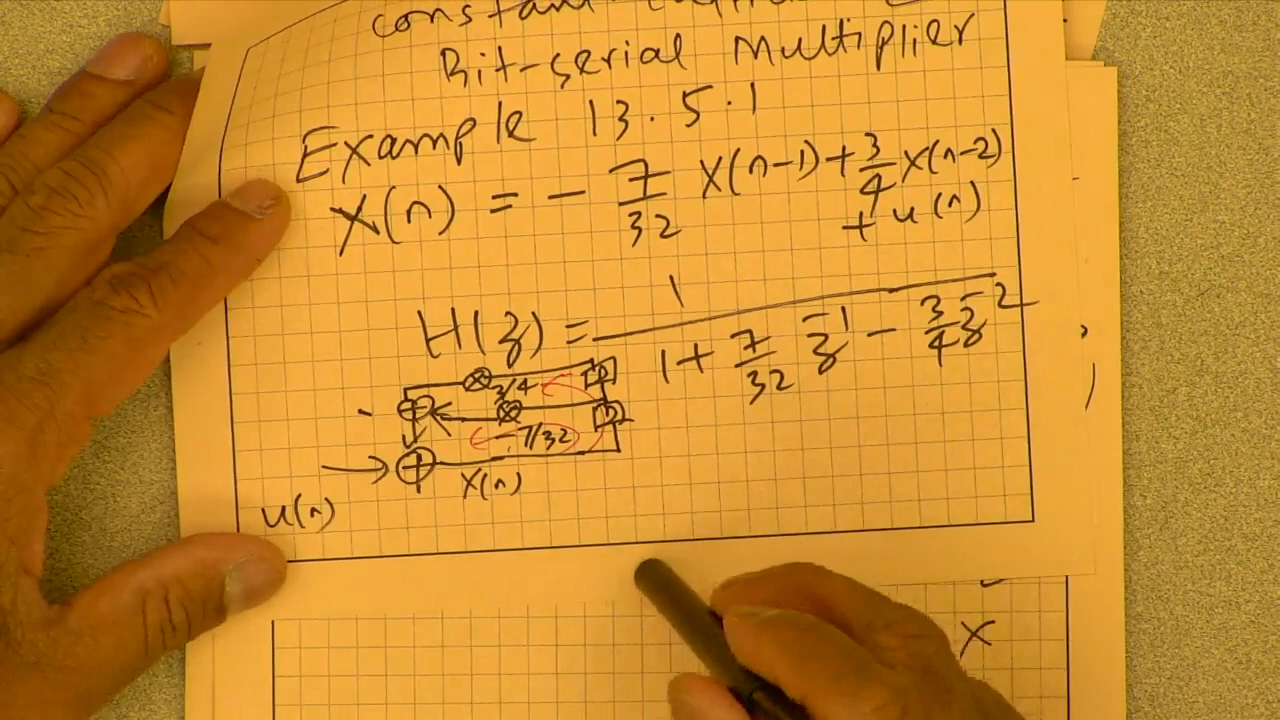 constant
Bit-serial Multiplier
Example 13.5.1
X(n) = - 7/32 X(n-1) + 3/4 X(n-2)
+ u(n)
H(z) = 1 / (1 + 7/32 z^-1 - 3/4 z^-2)
3/4 D
D
-7/32
X(n)
u(n)
X